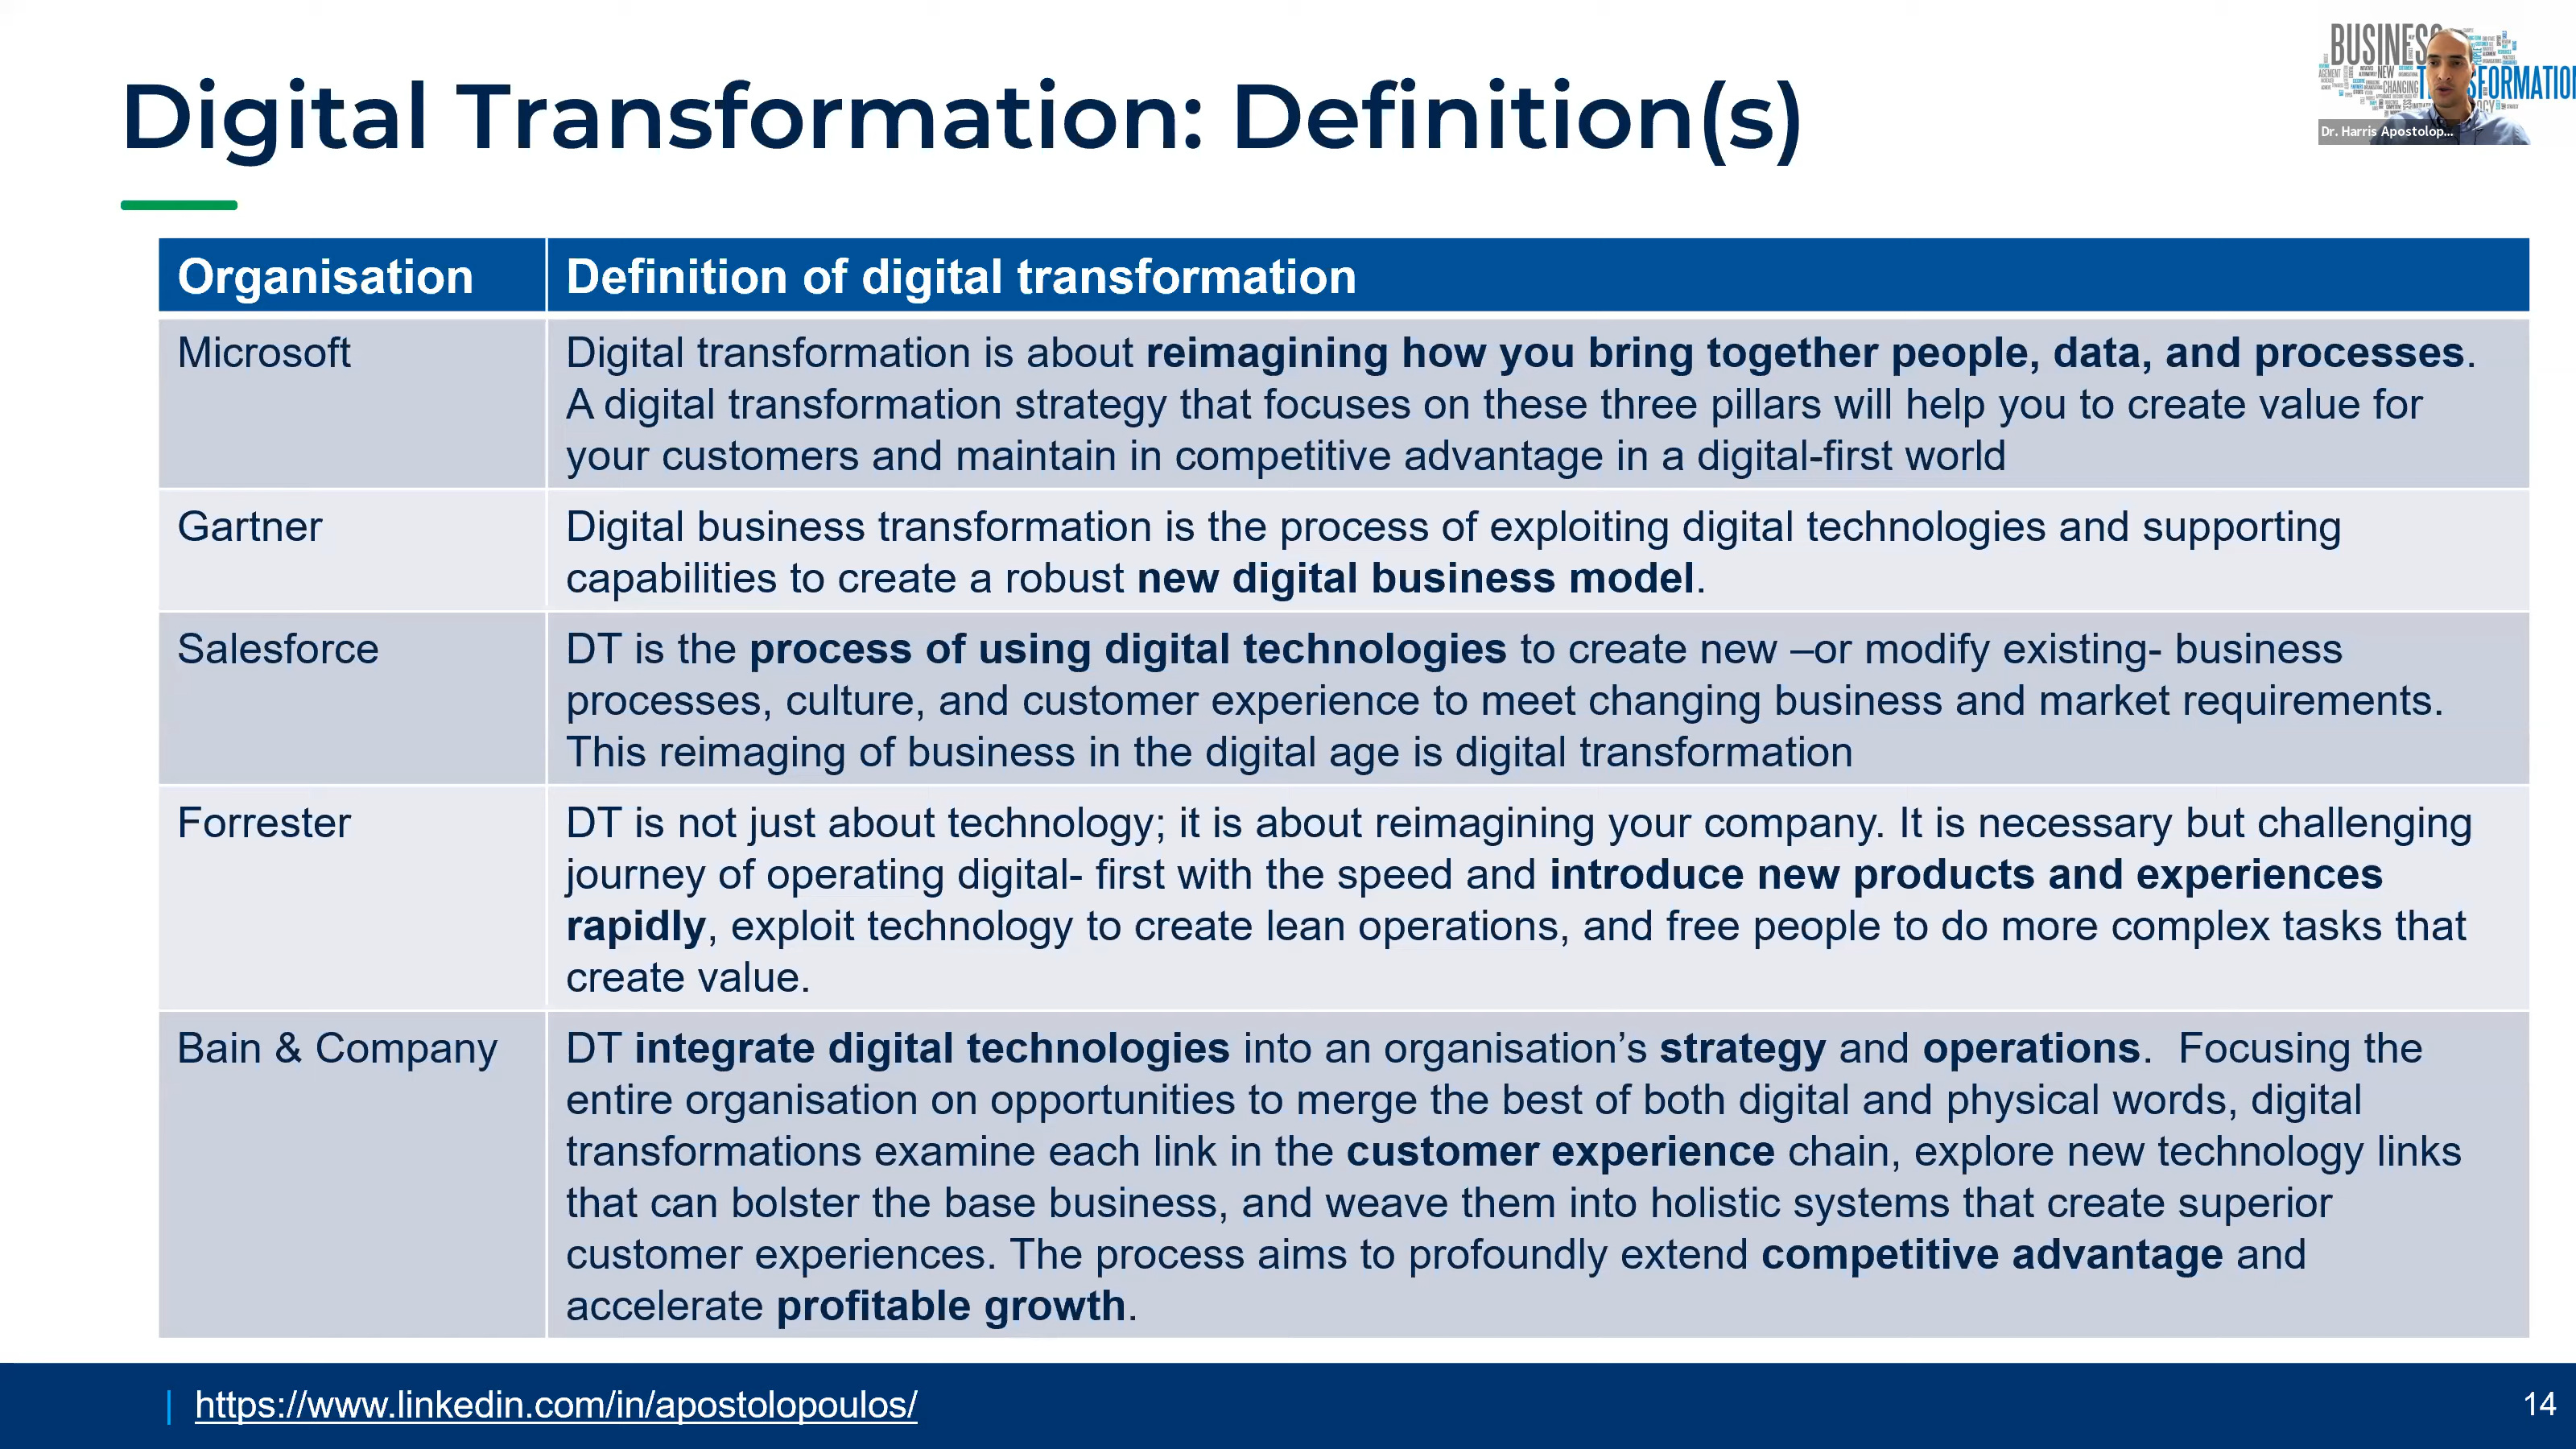 Digital Transformation: Definition(s)
BUSINESS
NEW
CHANGING
Dr. Harris Apostolop...
Organisation
Definition of digital transformation
Microsoft
Digital transformation is about reimagining how you bring together people, data, and processes.
A digital transformation strategy that focuses on these three pillars will help you to create value for
your customers and maintain in competitive advantage in a digital-first world
Gartner
Digital business transformation is the process of exploiting digital technologies and supporting
capabilities to create a robust new digital business model.
Salesforce
DT is the process of using digital technologies to create new –or modify existing- business
processes, culture, and customer experience to meet changing business and market requirements.
This reimaging of business in the digital age is digital transformation
Forrester
DT is not just about technology; it is about reimagining your company. It is necessary but challenging
journey of operating digital- first with the speed and introduce new products and experiences
rapidly, exploit technology to create lean operations, and free people to do more complex tasks that
create value.
Bain & Company
DT integrate digital technologies into an organisation’s strategy and operations.  Focusing the
entire organisation on opportunities to merge the best of both digital and physical words, digital
transformations examine each link in the customer experience chain, explore new technology links
that can bolster the base business, and weave them into holistic systems that create superior
customer experiences. The process aims to profoundly extend competitive advantage and
accelerate profitable growth.
https://www.linkedin.com/in/apostolopoulos/
14